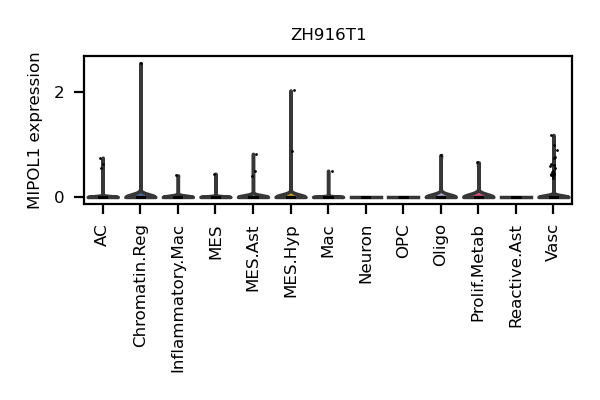 ZH916T1
MIPOL1 expression
2
0
AC
Chromatin.Reg
Inflammatory.Mac
MES
MES.Ast
MES.Hyp
Mac
Neuron
OPC
Oligo
Prolif.Metab
Reactive.Ast
Vasc